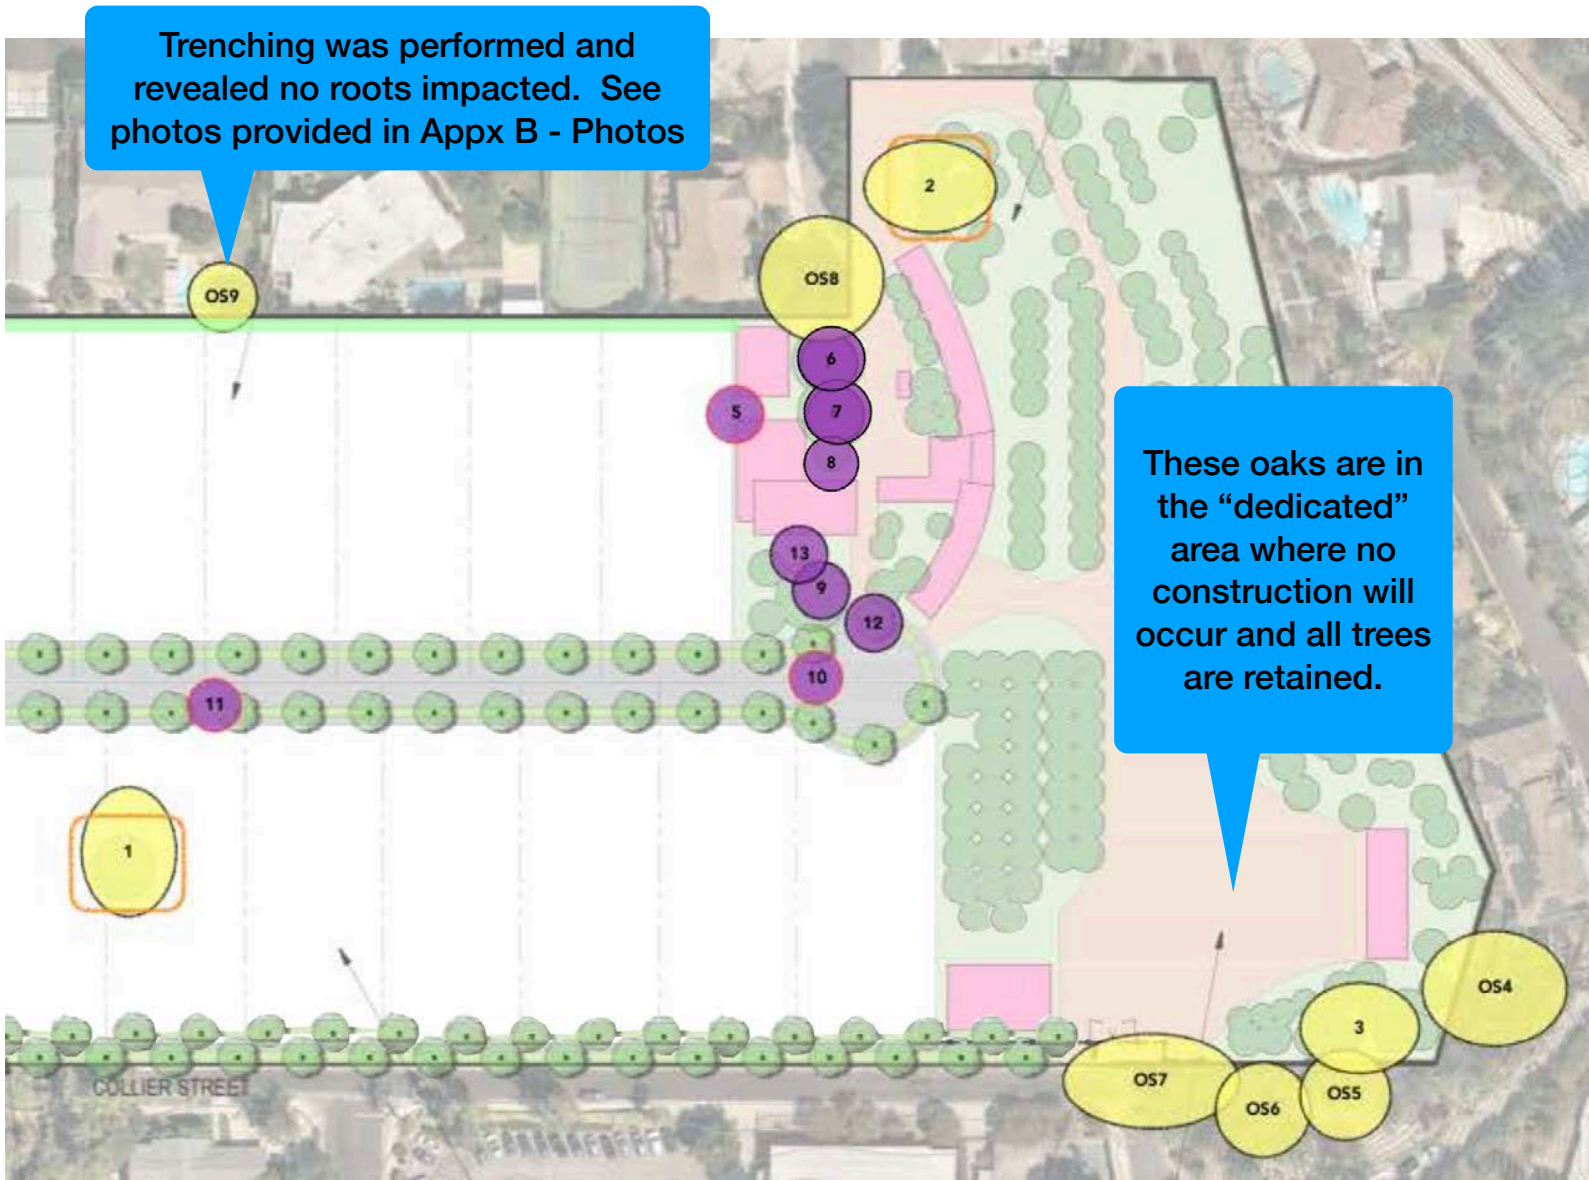 Trenching was performed and
revealed no roots impacted.  See
photos provided in Appx B - Photos
2
OS8
OS9
6
5
7
8
These oaks are in
the “dedicated”
area where no
construction will
occur and all trees
are retained.
13
9
12
10
11
1
OS4
3
OS7
OS5
OS6
COLLIER STREET